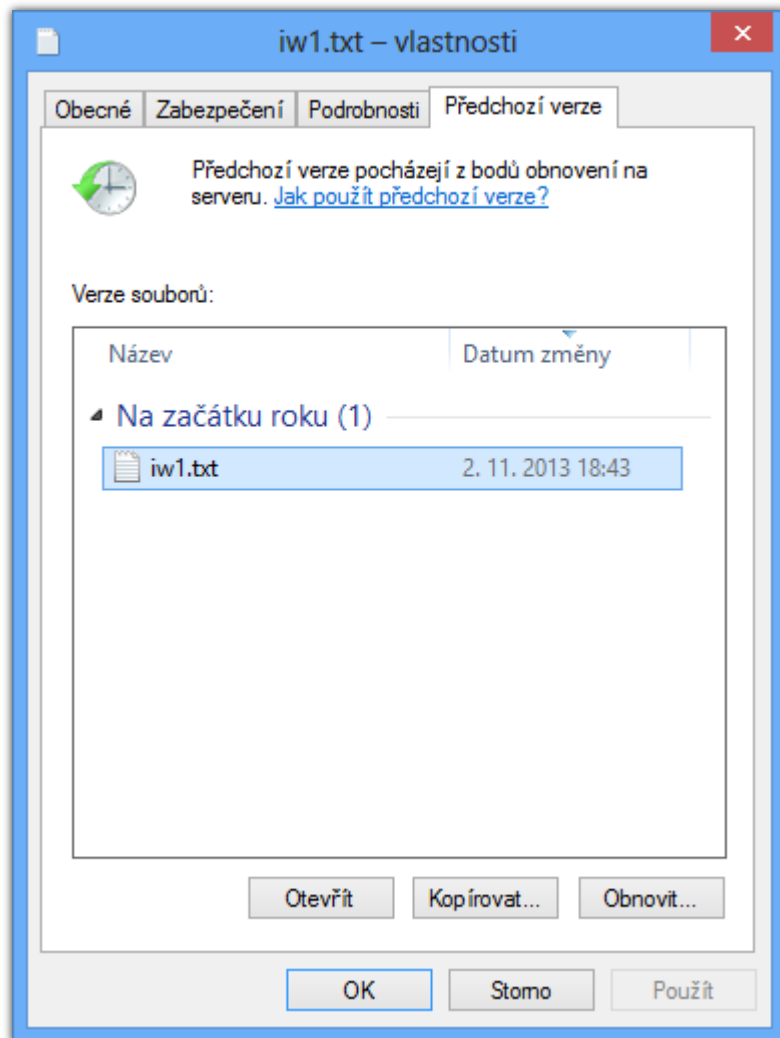 iw1.txt – vlastnosti
Obecné Zabezpečení Podrobnosti Předchozí verze
Předchozí verze pocházejí z bodů obnovení na
serveru. Jak použít předchozí verze?
Verze souborů:
Název Datum změny
Na začátku roku (1)
iw1.txt 2. 11. 2013 18:43
Otevřít Kopírovat... Obnovit...
OK Storno Použít